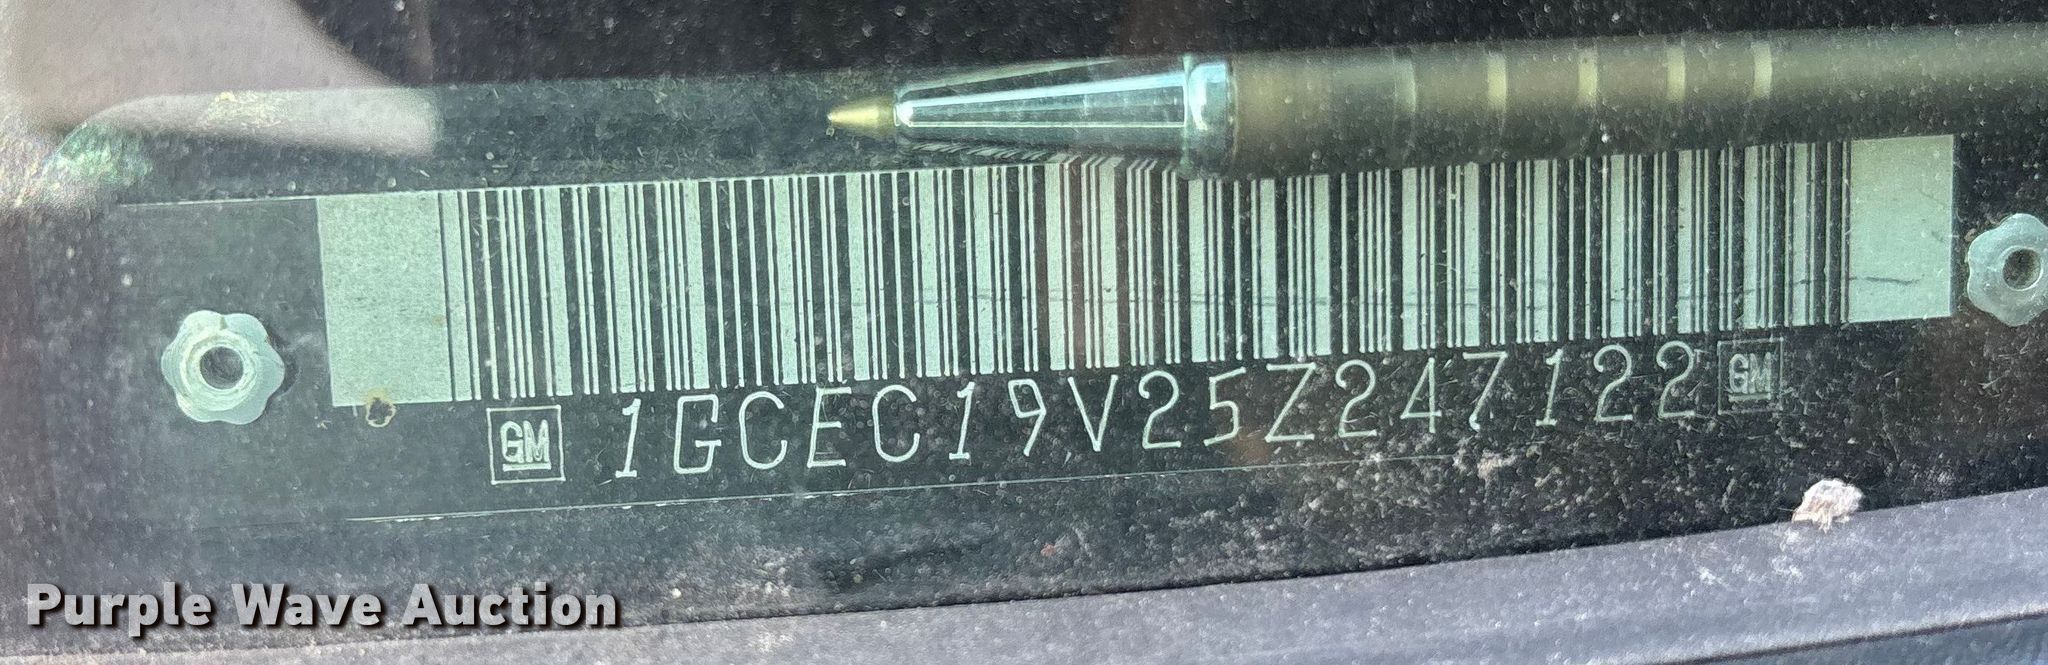 GM 1GCEC19V25Z247122 GM
Purple Wave Auction